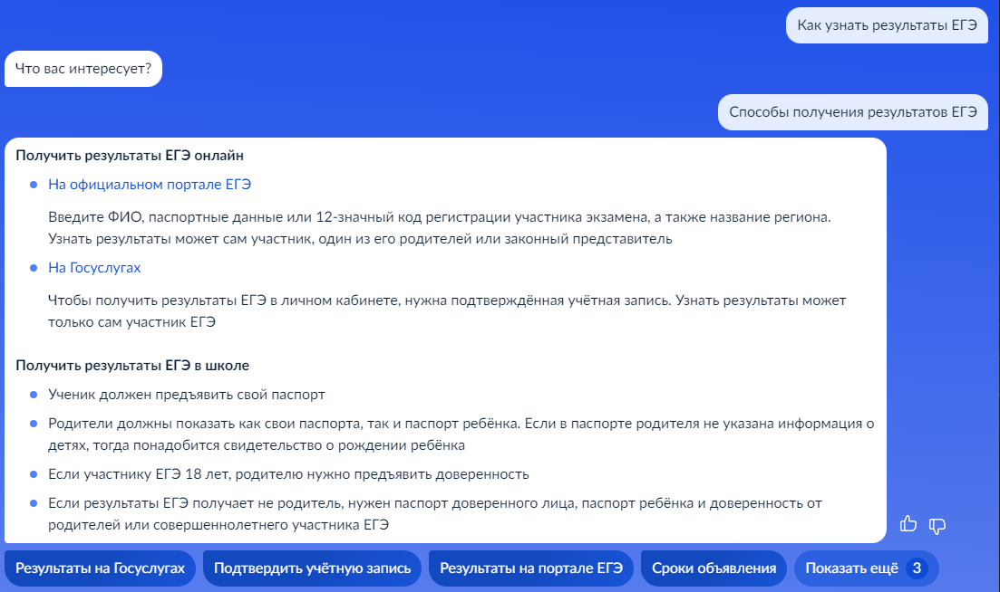 Как узнать результаты ЕГЭ
Что вас интересует?
Способы получения результатов ЕГЭ
Получить результаты ЕГЭ онлайн
На официальном портале ЕГЭ
Введите ФИО, паспортные данные или 12-значный код регистрации участника экзамена, а также название региона.
Узнать результаты может сам участник, один из его родителей или законный представитель
На Госуслугах
Чтобы получить результаты ЕГЭ в личном кабинете, нужна подтверждённая учётная запись. Узнать результаты может
только сам участник ЕГЭ
Получить результаты ЕГЭ в школе
Ученик должен предъявить свой паспорт
Родители должны показать как свои паспорта, так и паспорт ребёнка. Если в паспорте родителя не указана информация о
детях, тогда понадобится свидетельство о рождении ребёнка
Если участнику ЕГЭ 18 лет, родителю нужно предъявить доверенность
Если результаты ЕГЭ получает не родитель, нужен паспорт доверенного лица, паспорт ребёнка и доверенность от
родителей или совершеннолетнего участника ЕГЭ
Результаты на Госуслугах Подтвердить учётную запись Результаты на портале ЕГЭ Сроки объявления Показать ещё 3